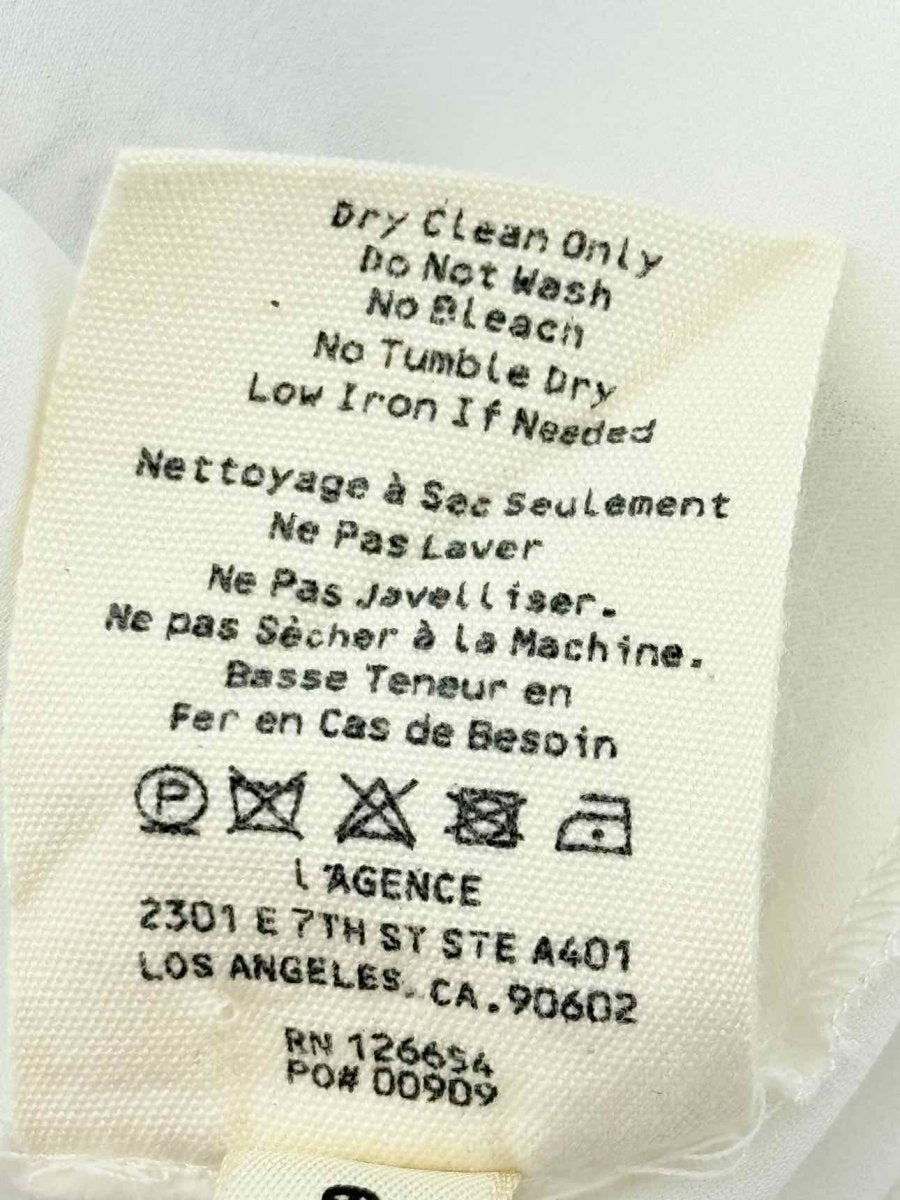 Dry Clean Only
Do Not Wash
No Bleach
No Tumble Dry
Low Iron If Needed
Nettoyage à Sec Seulement
Ne Pas Laver
Ne Pas Javelliser.
Ne pas Sècher à la Machine.
Basse Teneur en
Fer en Cas de Besoin
P
L'AGENCE
2301 E 7TH ST STE A401
LOS ANGELES, CA.90602
RN 126654
PO# 00909